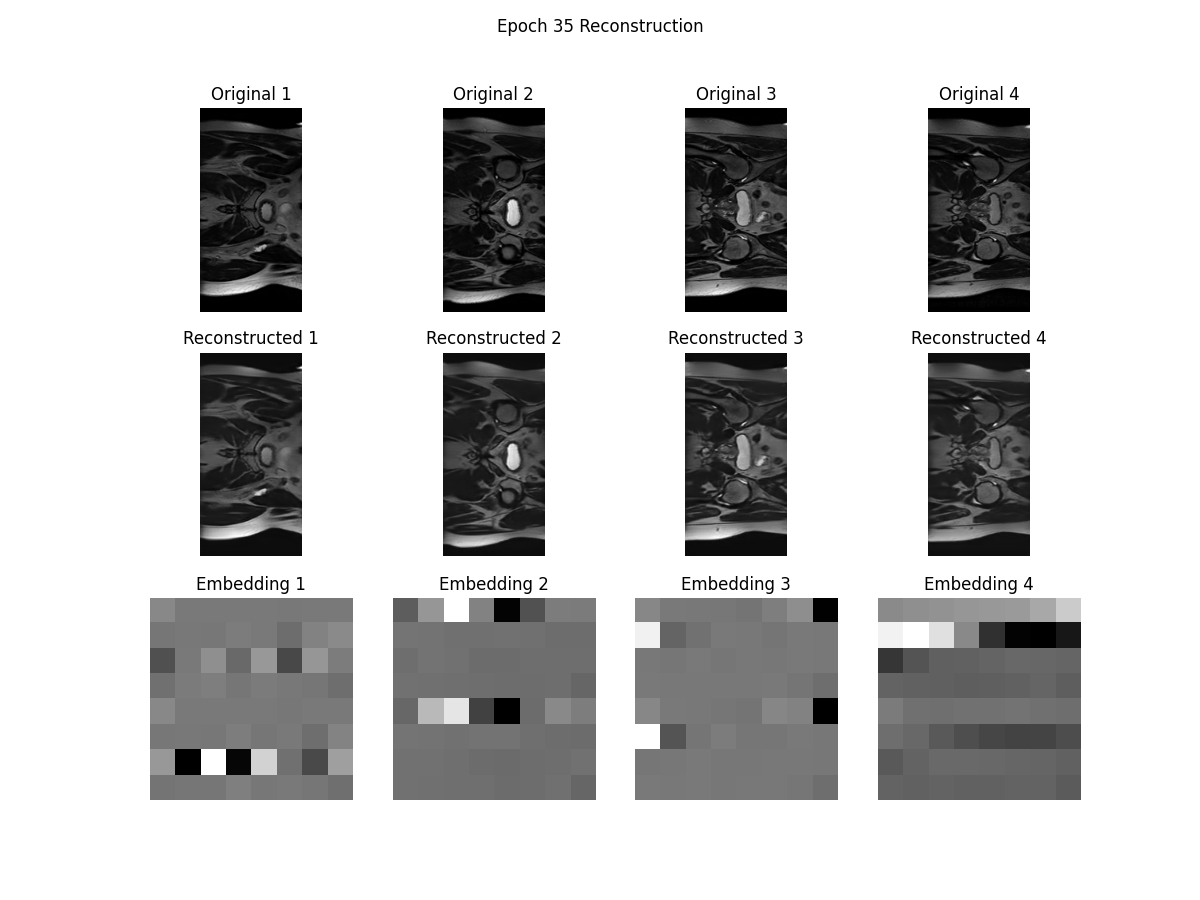 Epoch 35 Reconstruction
Original 1
Original 2
Original 3
Original 4
Reconstructed 1
Reconstructed 2
Reconstructed 3
Reconstructed 4
Embedding 1
Embedding 2
Embedding 3
Embedding 4